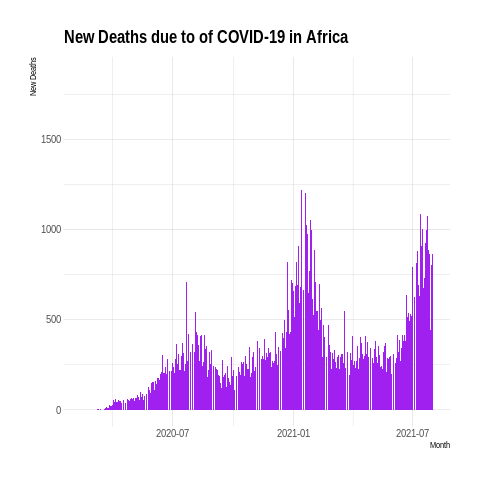 New Deaths due to of COVID-19 in Africa
New Deaths
1500
1000
500
0
2020-07
2021-01
2021-07
Month